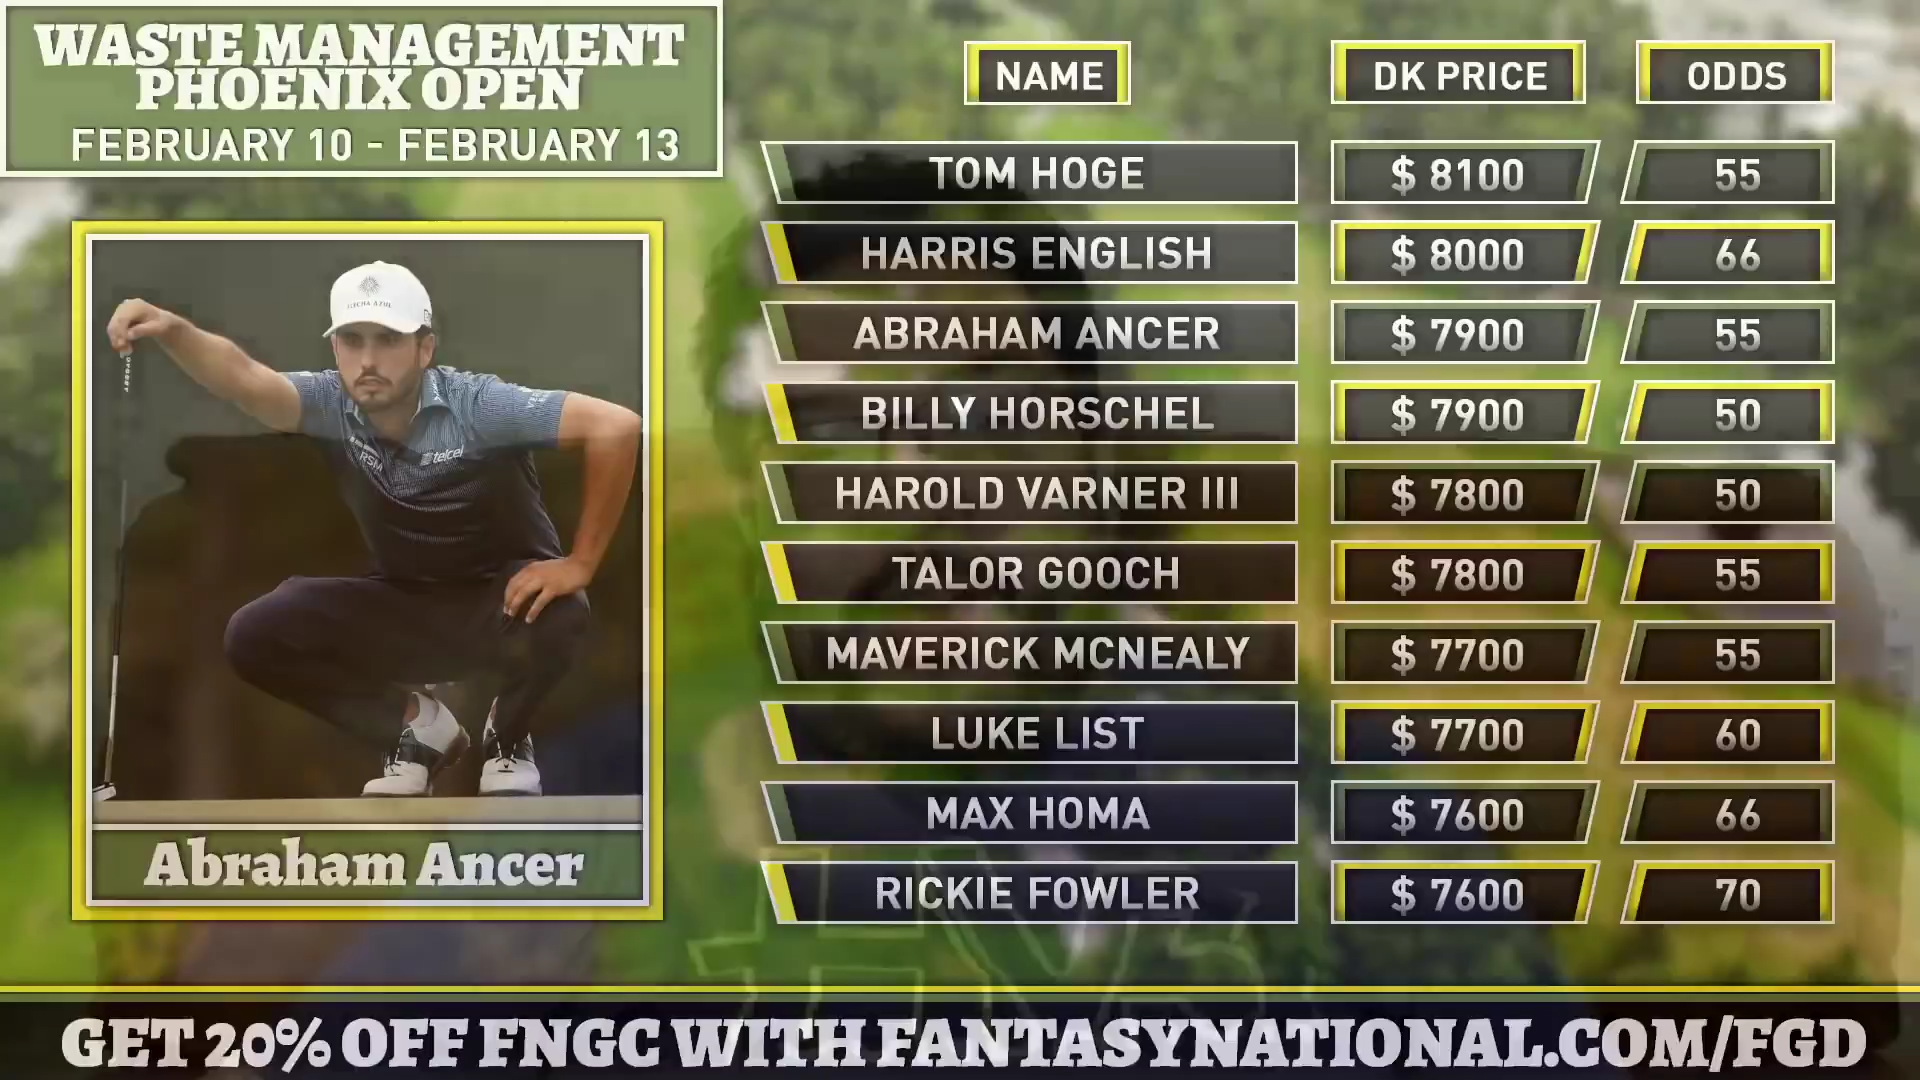 WASTE MANAGEMENT
PHOENIX OPEN
FEBRUARY 10 - FEBRUARY 13
NAME DK PRICE ODDS
TOM HOGE $ 8100 55
HARRIS ENGLISH $ 8000 66
ABRAHAM ANCER $ 7900 55
BILLY HORSCHEL $ 7900 50
HAROLD VARNER III $ 7800 50
TALOR GOOCH $ 7800 55
MAVERICK MCNEALY $ 7700 55
LUKE LIST $ 7700 60
MAX HOMA $ 7600 66
RICKIE FOWLER $ 7600 70
RSM
telcel
Abraham Ancer
GET 20% OFF FNGC WITH FANTASYNATIONAL.COM/FGD